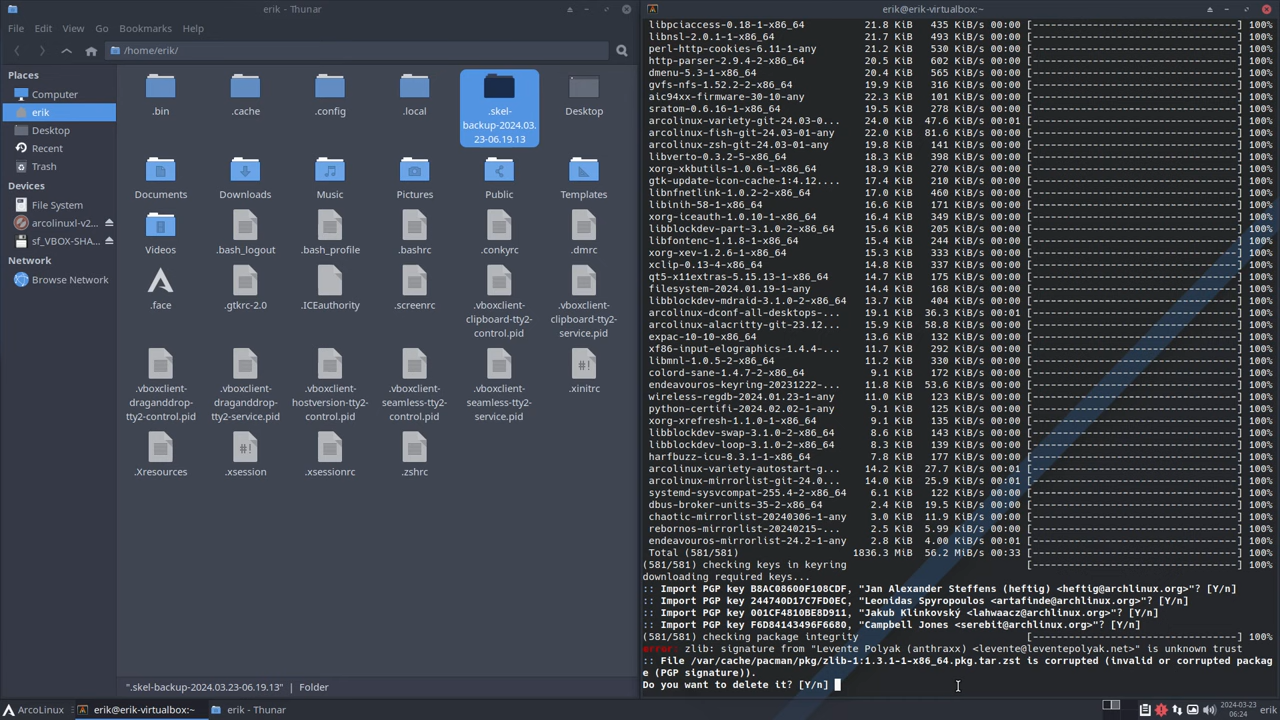 erik - Thunar
File Edit View Go Bookmarks Help
/home/erik/
Places
Computer
erik
Desktop
Recent
Trash
Devices
File System
arcolinuxl-v2...
sf_VBOX-SHA...
Network
Browse Network
.bin
.cache
.config
.local
.skel-
backup-2024.03.
23-06.19.13
Desktop
Documents
Downloads
Music
Pictures
Public
Templates
Videos
.bash_logout
.bash_profile
.bashrc
.conkyrc
.dmrc
.face
.gtkrc-2.0
.ICEauthority
.screenrc
.vboxclient-
clipboard-tty2-
control.pid
.vboxclient-
clipboard-tty2-
service.pid
.vboxclient-
draganddrop-
tty2-control.pid
.vboxclient-
draganddrop-
tty2-service.pid
.vboxclient-
hostversion-tty2-
control.pid
.vboxclient-
seamless-tty2-
control.pid
.vboxclient-
seamless-tty2-
service.pid
.xinitrc
.Xresources
.xsession
.xsessionrc
.zshrc
".skel-backup-2024.03.23-06.19.13" | Folder
erik@erik-virtualbox:~
libpciaccess-0.18-1-x86_64 21.8 KiB 435 KiB/s 00:00 [----------------------------------] 100%
libnsl-2.0.1-1-x86_64 21.7 KiB 493 KiB/s 00:00 [----------------------------------] 100%
perl-http-cookies-6.11-1-any 21.2 KiB 530 KiB/s 00:00 [----------------------------------] 100%
http-parser-2.9.4-2-x86_64 20.5 KiB 602 KiB/s 00:00 [----------------------------------] 100%
dmenu-5.3-1-x86_64 20.4 KiB 565 KiB/s 00:00 [----------------------------------] 100%
gvfs-nfs-1.52.2-2-x86_64 19.9 KiB 316 KiB/s 00:00 [----------------------------------] 100%
aic94xx-firmware-30-10-any 22.3 KiB 101 KiB/s 00:00 [----------------------------------] 100%
sratom-0.6.16-1-x86_64 19.1 KiB 516 KiB/s 00:00 [----------------------------------] 100%
arcolinux-variety-git-24.03-0... 24.0 KiB 47.6 KiB/s 00:01 [----------------------------------] 100%
arcolinux-fish-git-24.03-01-any 22.0 KiB 81.6 KiB/s 00:00 [----------------------------------] 100%
arcolinux-zsh-git-24.03-01-any 19.8 KiB 141 KiB/s 00:00 [----------------------------------] 100%
libverto-0.3.2-5-x86_64 18.3 KiB 398 KiB/s 00:00 [----------------------------------] 100%
xorg-xkbutils-1.0.6-1-x86_64 18.9 KiB 270 KiB/s 00:00 [----------------------------------] 100%
gtk-update-icon-cache-1:4.12.... 17.4 KiB 210 KiB/s 00:00 [----------------------------------] 100%
libnfnetlink-1.0.2-2-x86_64 17.0 KiB 460 KiB/s 00:00 [----------------------------------] 100%
libinih-58-1-x86_64 16.6 KiB 171 KiB/s 00:00 [----------------------------------] 100%
xorg-iceauth-1.0.10-1-x86_64 16.4 KiB 349 KiB/s 00:00 [----------------------------------] 100%
libblockdev-part-3.1.0-2-x86_64 15.6 KiB 205 KiB/s 00:00 [----------------------------------] 100%
libfontenc-1.1.8-1-x86_64 15.4 KiB 244 KiB/s 00:00 [----------------------------------] 100%
xorg-xev-1.2.6-1-x86_64 15.3 KiB 333 KiB/s 00:00 [----------------------------------] 100%
xclip-0.13-4-x86_64 14.8 KiB 337 KiB/s 00:00 [----------------------------------] 100%
qt5-x11extras-5.15.13-1-x86_64 14.7 KiB 175 KiB/s 00:00 [----------------------------------] 100%
filesystem-2024.01.19-1-any 14.4 KiB 168 KiB/s 00:00 [----------------------------------] 100%
libblockdev-mdraid-3.1.0-2-x86_64 13.7 KiB 404 KiB/s 00:00 [----------------------------------] 100%
arcolinux-dconf-all-desktops-... 19.1 KiB 36.3 KiB/s 00:01 [----------------------------------] 100%
arcolinux-alacritty-git-23.12... 15.9 KiB 58.8 KiB/s 00:00 [----------------------------------] 100%
expac-10-10-x86_64 13.6 KiB 132 KiB/s 00:00 [----------------------------------] 100%
xf86-input-elographics-1.4.4-... 11.7 KiB 292 KiB/s 00:00 [----------------------------------] 100%
libmnl-1.0.5-2-x86_64 11.2 KiB 330 KiB/s 00:00 [----------------------------------] 100%
colord-sane-1.4.7-2-x86_64 9.1 KiB 172 KiB/s 00:00 [----------------------------------] 100%
endeavouros-keyring-20231222-... 11.8 KiB 53.6 KiB/s 00:00 [----------------------------------] 100%
wireless-regdb-2024.01.23-1-any 11.0 KiB 123 KiB/s 00:00 [----------------------------------] 100%
python-certifi-2024.02.02-1-any 9.1 KiB 125 KiB/s 00:00 [----------------------------------] 100%
xorg-xrefresh-1.1.0-1-x86_64 9.1 KiB 174 KiB/s 00:00 [----------------------------------] 100%
libblockdev-swap-3.1.0-2-x86_64 8.6 KiB 143 KiB/s 00:00 [----------------------------------] 100%
libblockdev-loop-3.1.0-2-x86_64 8.3 KiB 139 KiB/s 00:00 [----------------------------------] 100%
harfbuzz-icu-8.3.1-1-x86_64 7.8 KiB 177 KiB/s 00:00 [----------------------------------] 100%
arcolinux-variety-autostart-g... 14.2 KiB 27.7 KiB/s 00:01 [----------------------------------] 100%
arcolinux-mirrorlist-git-24.0... 14.0 KiB 25.9 KiB/s 00:01 [----------------------------------] 100%
systemd-sysvcompat-255.4-2-x86_64 6.1 KiB 122 KiB/s 00:00 [----------------------------------] 100%
dbus-broker-units-35-2-x86_64 2.4 KiB 19.5 KiB/s 00:00 [----------------------------------] 100%
chaotic-mirrorlist-20240306-1-any 3.0 KiB 11.9 KiB/s 00:00 [----------------------------------] 100%
rebornos-mirrorlist-20240215-... 2.5 KiB 5.99 KiB/s 00:00 [----------------------------------] 100%
endeavouros-mirrorlist-24.2-1-any 2.8 KiB 4.00 KiB/s 00:01 [----------------------------------] 100%
Total (581/581) 1836.3 MiB 56.2 MiB/s 00:33 [----------------------------------] 100%
(581/581) checking keys in keyring [----------------------------------] 100%
downloading required keys...
:: Import PGP key B8AC08600F108CDF, "Jan Alexander Steffens (heftig) <heftig@archlinux.org>"? [Y/n]
:: Import PGP key 244740D17C7FD0EC, "Leonidas Spyropoulos <artafinde@archlinux.org>"? [Y/n]
:: Import PGP key 001CF4810BE8D911, "Jakub Klinkovský <lahwaacz@archlinux.org>"? [Y/n]
:: Import PGP key F6D84143496F6680, "Campbell Jones <serebit@archlinux.org>"? [Y/n]
(581/581) checking package integrity [----------------------------------] 100%
error: zlib: signature from "Levente Polyak (anthraxx) <levente@leventepolyak.net>" is unknown trust
:: File /var/cache/pacman/pkg/zlib-1:1.3.1-1-x86_64.pkg.tar.zst is corrupted (invalid or corrupted packag
e (PGP signature)).
Do you want to delete it? [Y/n]
ArcoLinux
erik@erik-virtualbox:~
erik - Thunar
2024-03-23
06:24
erik